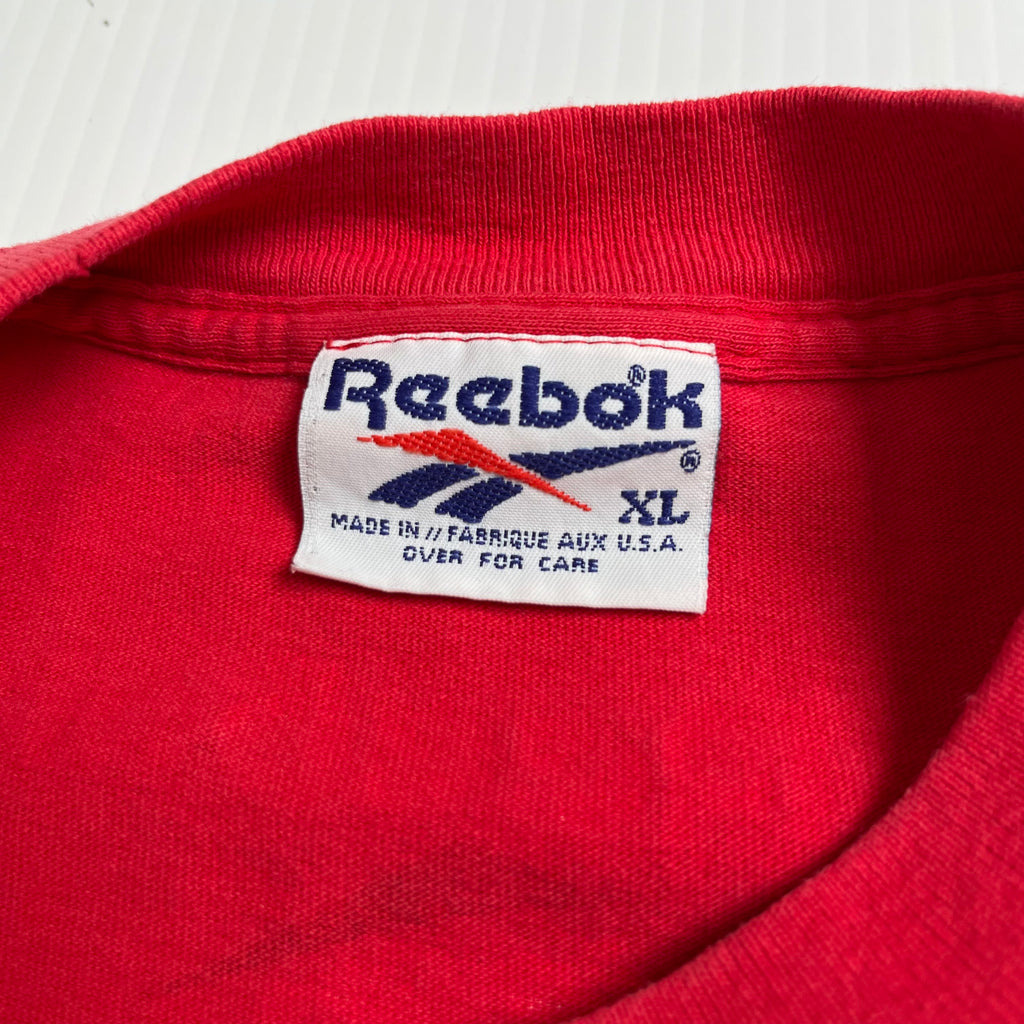 Reebok®
®
XL
MADE IN // FABRIQUE AUX U.S.A.
OVER FOR CARE